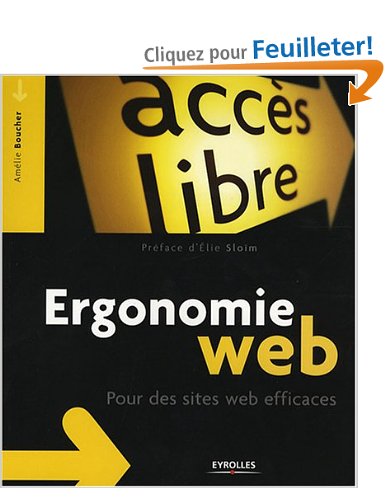 Cliquez pour Feuilleter!
Amélie Boucher
accès
libre
Préface d'Élie Sloïm
Ergonomie
web
Pour des sites web efficaces
EYROLLES